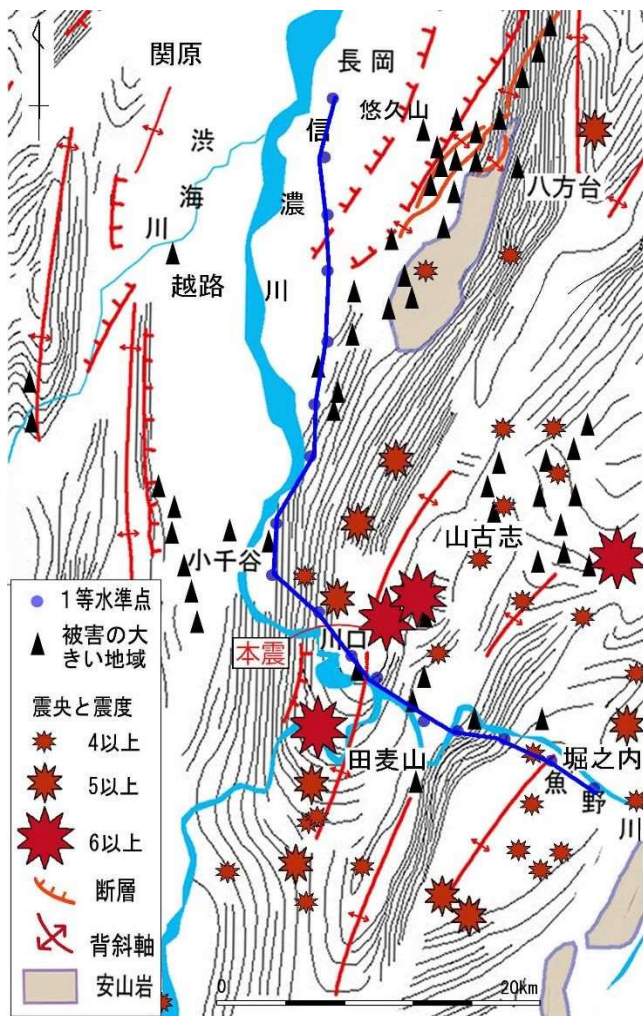 関原
長岡
悠久山
信
濃
川
渋
海
川
八方台
越路
山古志
小千谷
川口
本震
田麦山
堀之内
魚
野
川
１等水準点
被害の大
きい地域
震央と震度
4以上
5以上
6以上
断層
背斜軸
安山岩
0
20km